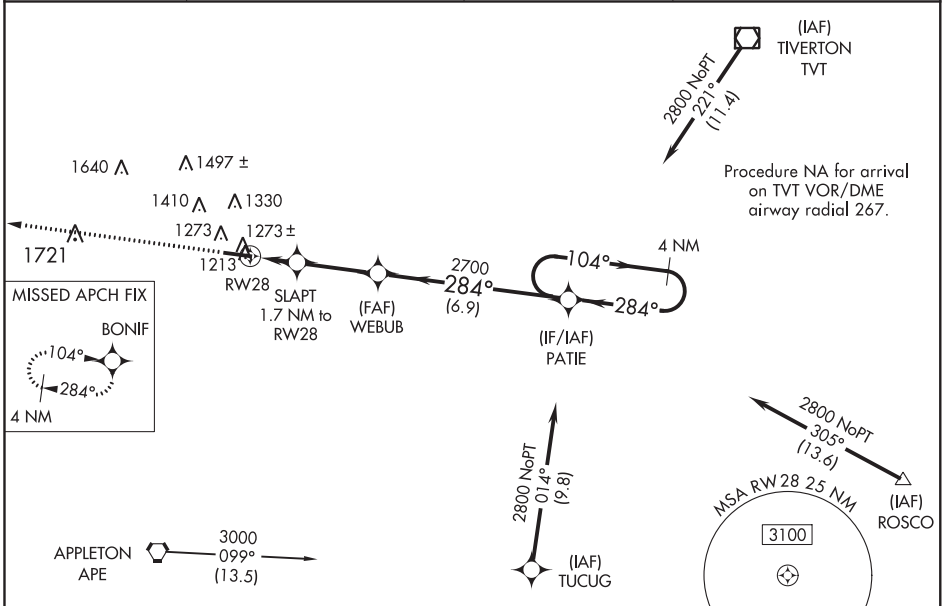 (IAF)
TIVERTON
TVT
2800 NoPT
221°
(11.4)
Procedure NA for arrival
on TVT VOR/DME
airway radial 267.
1640
1497 ±
1410
1330
1273
1273 ±
1721
1213
RW28
SLAPT
1.7 NM to
RW28
(FAF)
WEBUB
2700
284°
(6.9)
104°
4 NM
284°
(IF/IAF)
PATIE
MISSED APCH FIX
BONIF
104°
284°
4 NM
2800 NoPT
305°
(13.6)
(IAF)
ROSCO
2800 NoPT
014°
(9.8)
(IAF)
TUCUG
MSA RW28 25 NM
3100
APPLETON
APE
3000
099°
(13.5)